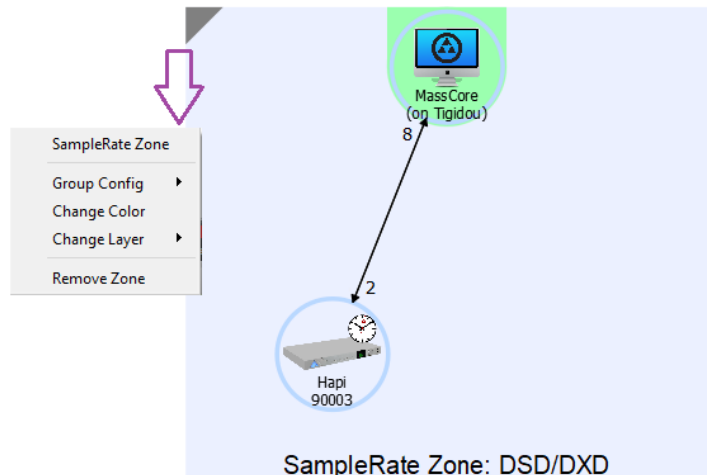 MassCore
(on Tigidou)
8
SampleRate Zone
Group Config
Change Color
Change Layer
Remove Zone
2
Hapi
90003
SampleRate Zone: DSD/DXD